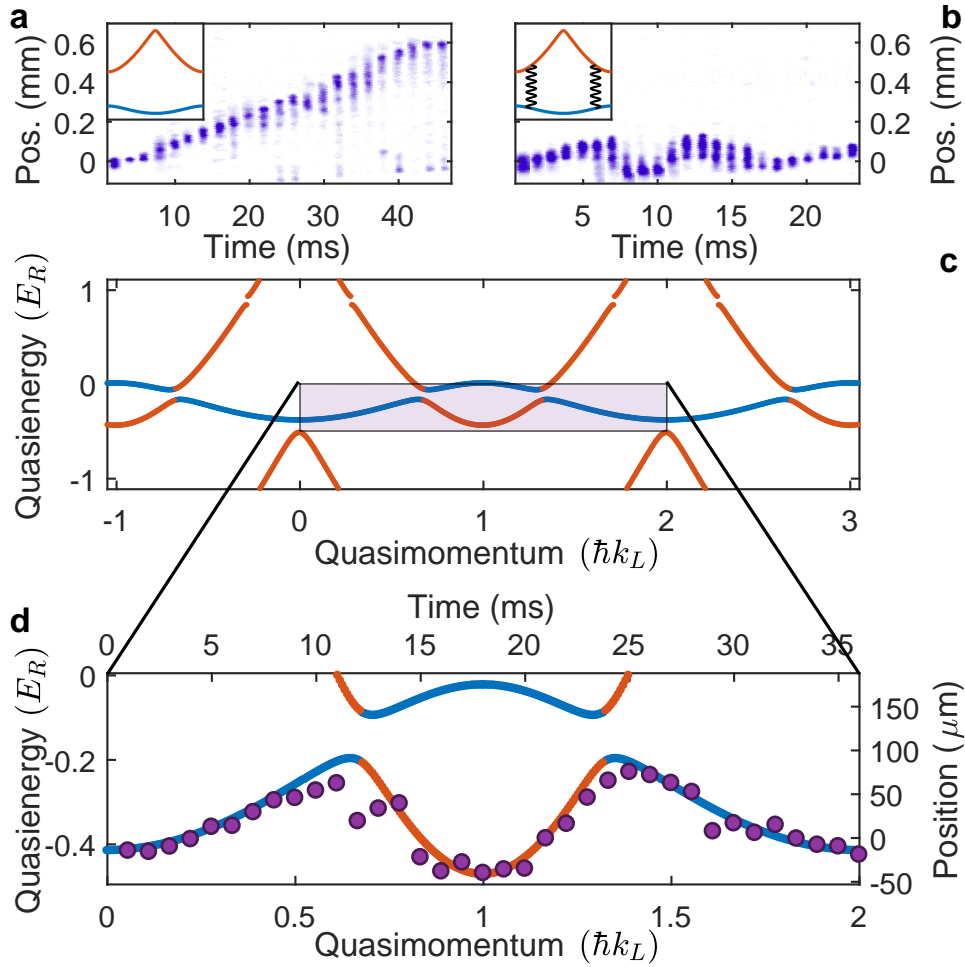 a
b
Pos. (mm)
0.6
0.4
0.2
0
10 20 30 40
Time (ms)
0.6
0.4
0.2
0
Pos. (mm)
5 10 15 20
Time (ms)
c
Quasienergy (E_R)
1
0
-1
-1 0 1 2 3
Quasimomentum (ħk_L)
d
Time (ms)
0 5 10 15 20 25 30 35
Quasienergy (E_R)
0
-0.2
-0.4
150
100
50
0
-50
Position (μm)
0 0.5 1 1.5 2
Quasimomentum (ħk_L)